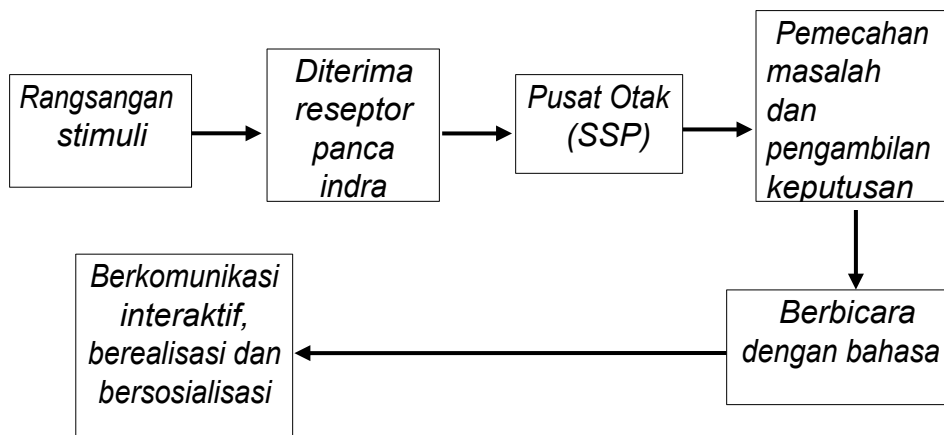 Rangsangan
stimuli
Diterima
reseptor
panca
indra
Pusat Otak
(SSP)
Pemecahan
masalah
dan
pengambilan
keputusan
Berbicara
dengan bahasa
Berkomunikasi
interaktif,
berealisasi dan
bersosialisasi